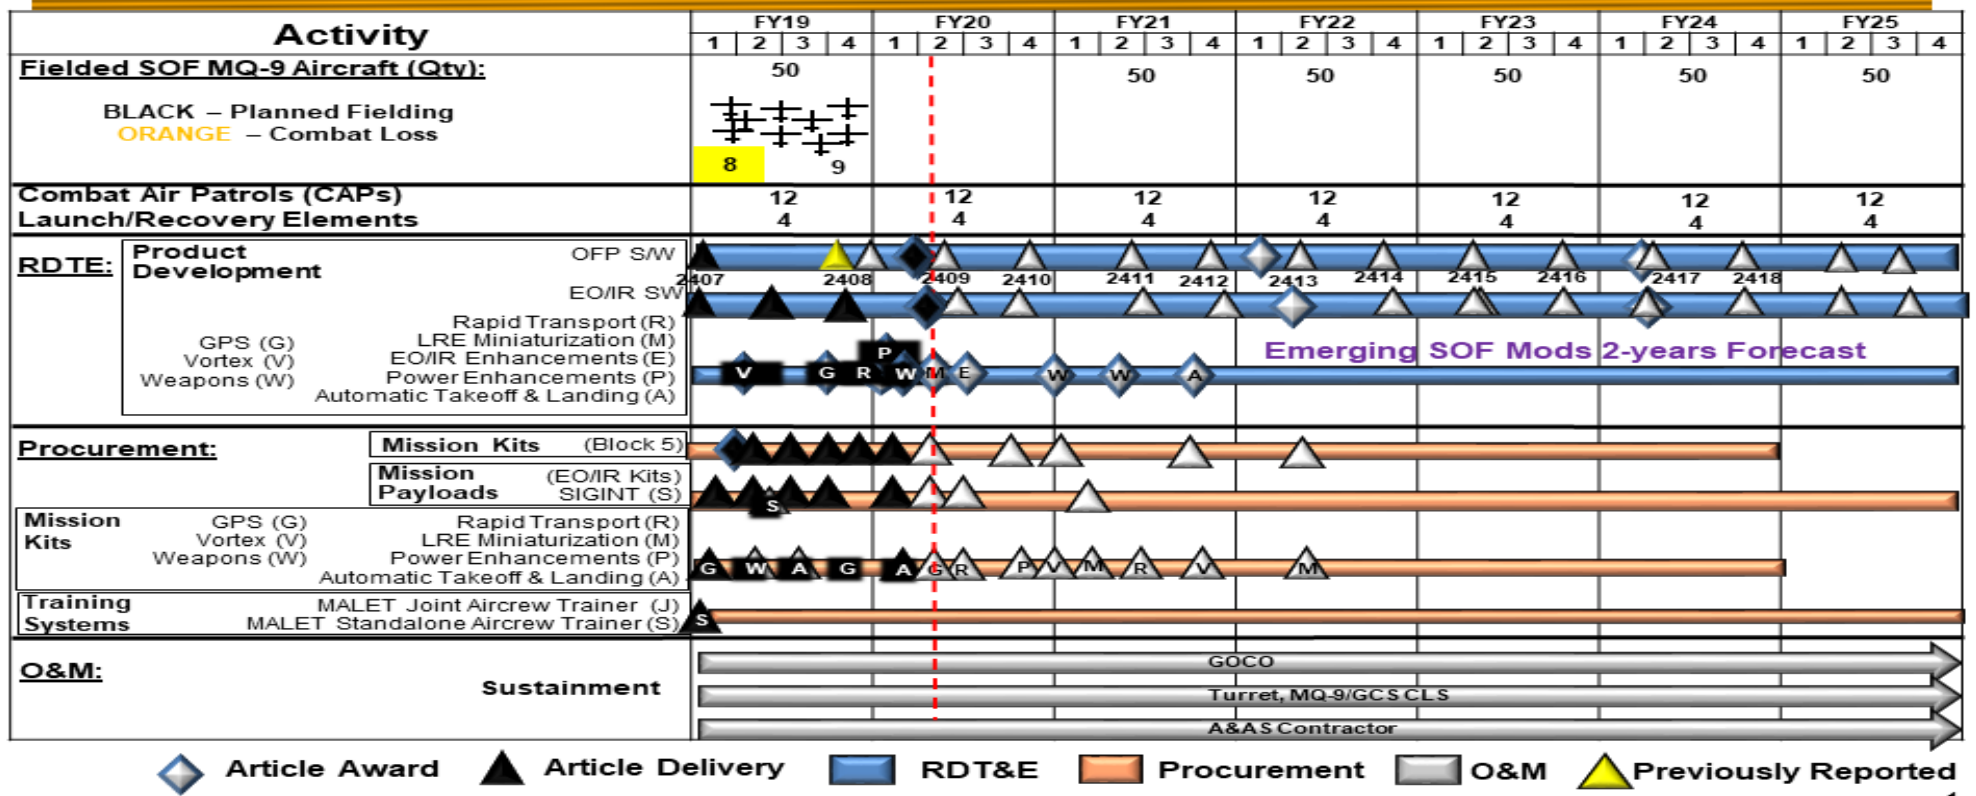 Activity
FY19 FY20 FY21 FY22 FY23 FY24 FY25
1 2 3 4 1 2 3 4 1 2 3 4 1 2 3 4 1 2 3 4 1 2 3 4 1 2 3 4
Fielded SOF MQ-9 Aircraft (Qty):
50 50 50 50 50 50
BLACK – Planned Fielding
ORANGE – Combat Loss
8 9
Combat Air Patrols (CAPs) 12 12 12 12 12 12 12
Launch/Recovery Elements 4 4 4 4 4 4 4
RDTE:
Product
Development
OFP S/W
2407 2408 2409 2410 2411 2412 2413 2414 2415 2416 2417 2418
EO/IR SW
Rapid Transport (R)
GPS (G) LRE Miniaturization (M)
Vortex (V) EO/IR Enhancements (E)
Weapons (W) Power Enhancements (P)
Automatic Takeoff & Landing (A)
P
V G R W M E W W A
Emerging SOF Mods 2-years Forecast
Procurement:
Mission Kits (Block 5)
Mission (EO/IR Kits)
Payloads SIGINT (S)
S
Mission
Kits
GPS (G) Rapid Transport (R)
Vortex (V) LRE Miniaturization (M)
Weapons (W) Power Enhancements (P)
Automatic Takeoff & Landing (A)
G W A G A G R P V M R V M
Training MALET Joint Aircrew Trainer (J)
Systems MALET Standalone Aircrew Trainer (S)
S
O&M:
Sustainment
GOCO
Turret, MQ-9/GCS CLS
A&AS Contractor
Article Award Article Delivery RDT&E Procurement O&M Previously Reported